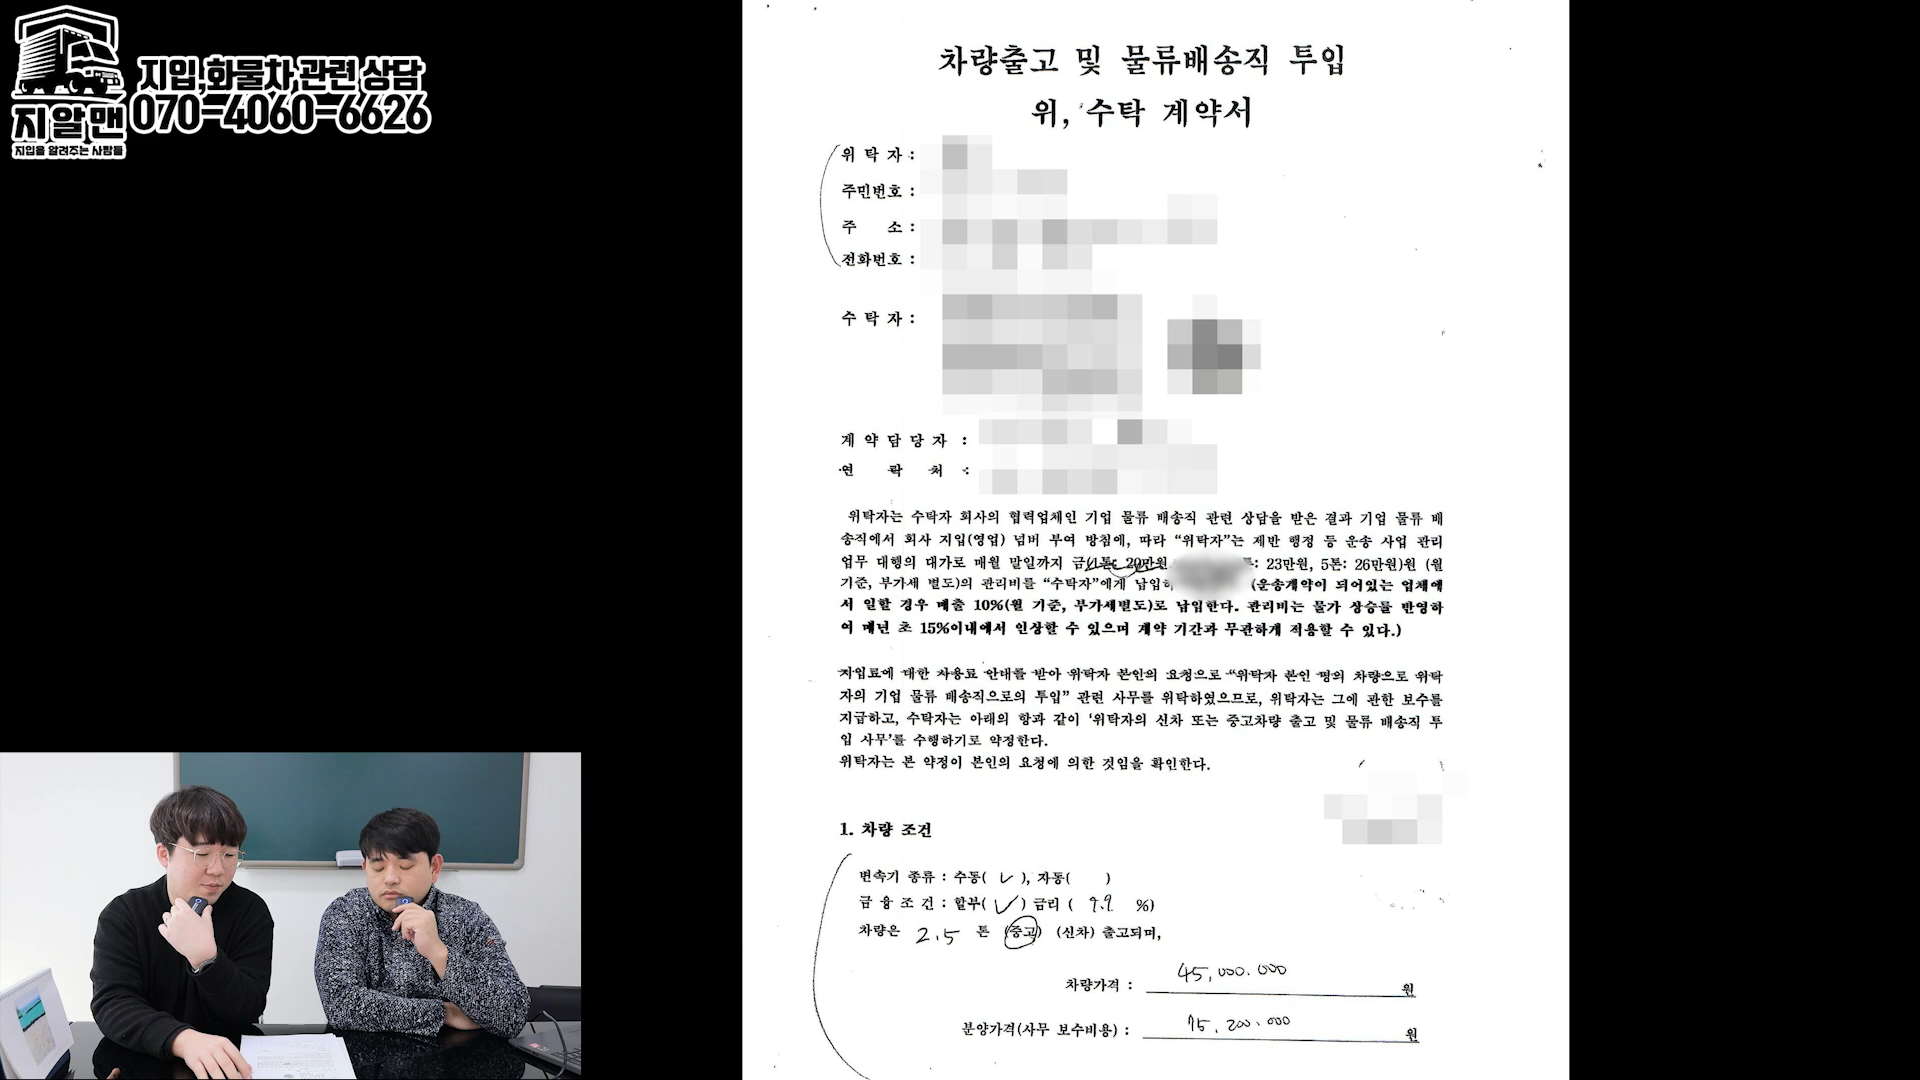 지입,화물차 관련 상담
070-4060-6626
지알맨
지입을 알려주는 사람들
차량출고 및 물류배송직 투입
위, 수탁 계약서
위 탁 자 :
주민번호 :
주 소 :
전화번호 :
수 탁 자 :
계 약 담 당 자 :
연 락 처 :
위탁자는 수탁자 회사의 협력업체인 기업 물류 배송직 관련 상담을 받은 결과 기업 물류 배
송직에서 회사 지입(영업) 넘버 부여 방침에, 따라 “위탁자”는 제반 행정 등 운송 사업 관리
업무 대행의 대가로 매월 말일까지 금(1톤: 20만원 : 23만원, 5톤: 26만원)원 (월
기준, 부가세 별도)의 관리비를 “수탁자”에게 납입 (운송계약이 되어있는 업체에
서 일할 경우 매출 10%(월 기준, 부가세별도)로 납입한다. 관리비는 물가 상승률 반영하
여 매년 초 15%이내에서 인상할 수 있으며 계약 기간과 무관하게 적용할 수 있다.)
지입료에 대한 사용료 안내를 받아 위탁자 본인의 요청으로 “위탁자 본인 명의 차량으로 위탁
자의 기업 물류 배송직으로의 투입” 관련 사무를 위탁하였으므로, 위탁자는 그에 관한 보수를
지급하고, 수탁자는 아래의 항과 같이 ‘위탁자의 신차 또는 중고차량 출고 및 물류 배송직 투
입 사무’를 수행하기로 약정한다.
위탁자는 본 약정이 본인의 요청에 의한 것임을 확인한다.
1. 차량 조건
변속기 종류 : 수동( ✓ ), 자동( )
금 융 조 건 : 할부( ✓ ) 금리 ( 9.9 %)
차량은 2.5 톤 (중고) (신차) 출고되며,
차량가격 : 45,000.000 원
분양가격(사무 보수비용) : 15,200.000 원